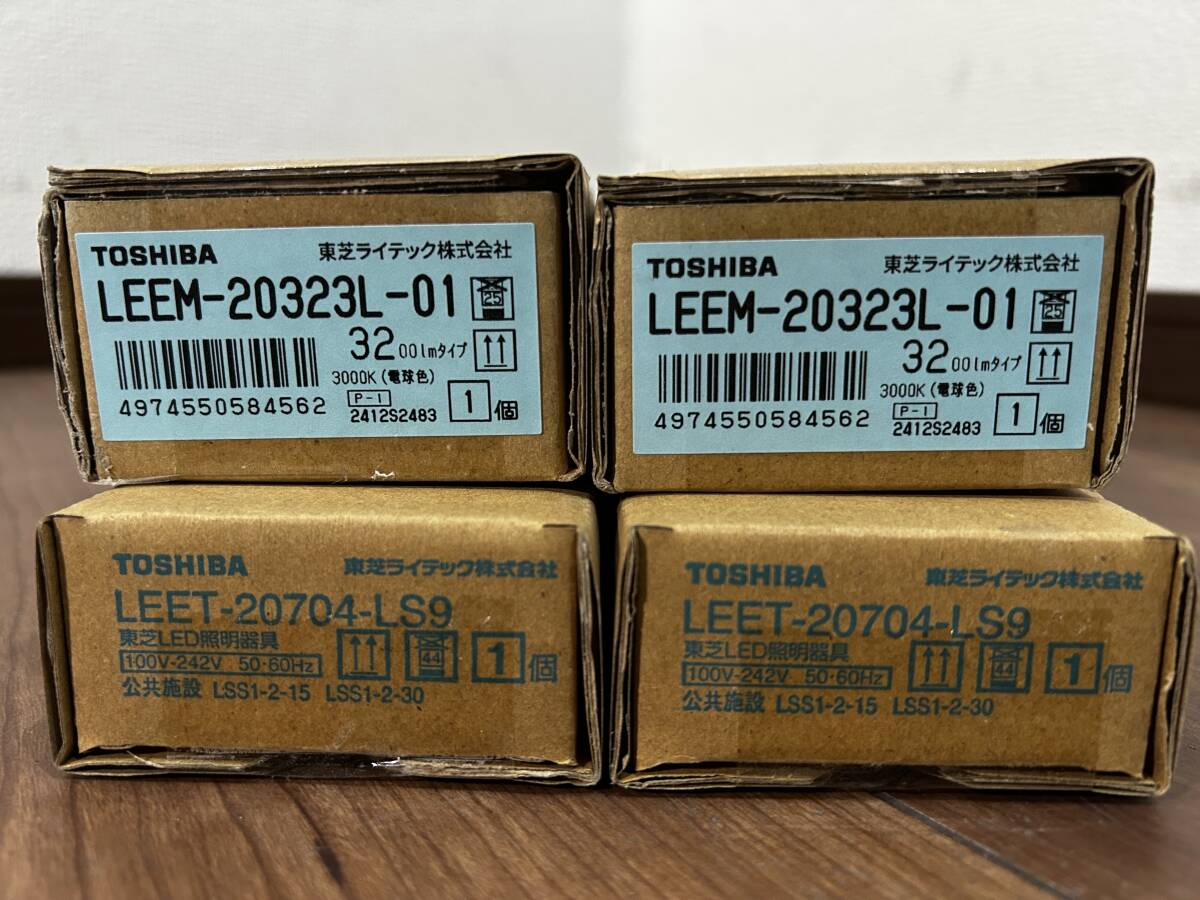 TOSHIBA 東芝ライテック株式会社
LEEM-20323L-01 25
3200lmタイプ
3000K(電球色)
P-1
4974550584562 2412S2483 1個
TOSHIBA 東芝ライテック株式会社
LEEM-20323L-01 25
3200lmタイプ
3000K(電球色)
P-1
4974550584562 2412S2483 1個
TOSHIBA 東芝ライテック株式会社
LEET-20704-LS9
東芝LED照明器具 44 1個
100V-242V 50・60Hz
公共施設 LSS1-2-15 LSS1-2-30
TOSHIBA 東芝ライテック株式会社
LEET-20704-LS9
東芝LED照明器具 44 1個
100V-242V 50・60Hz
公共施設 LSS1-2-15 LSS1-2-30